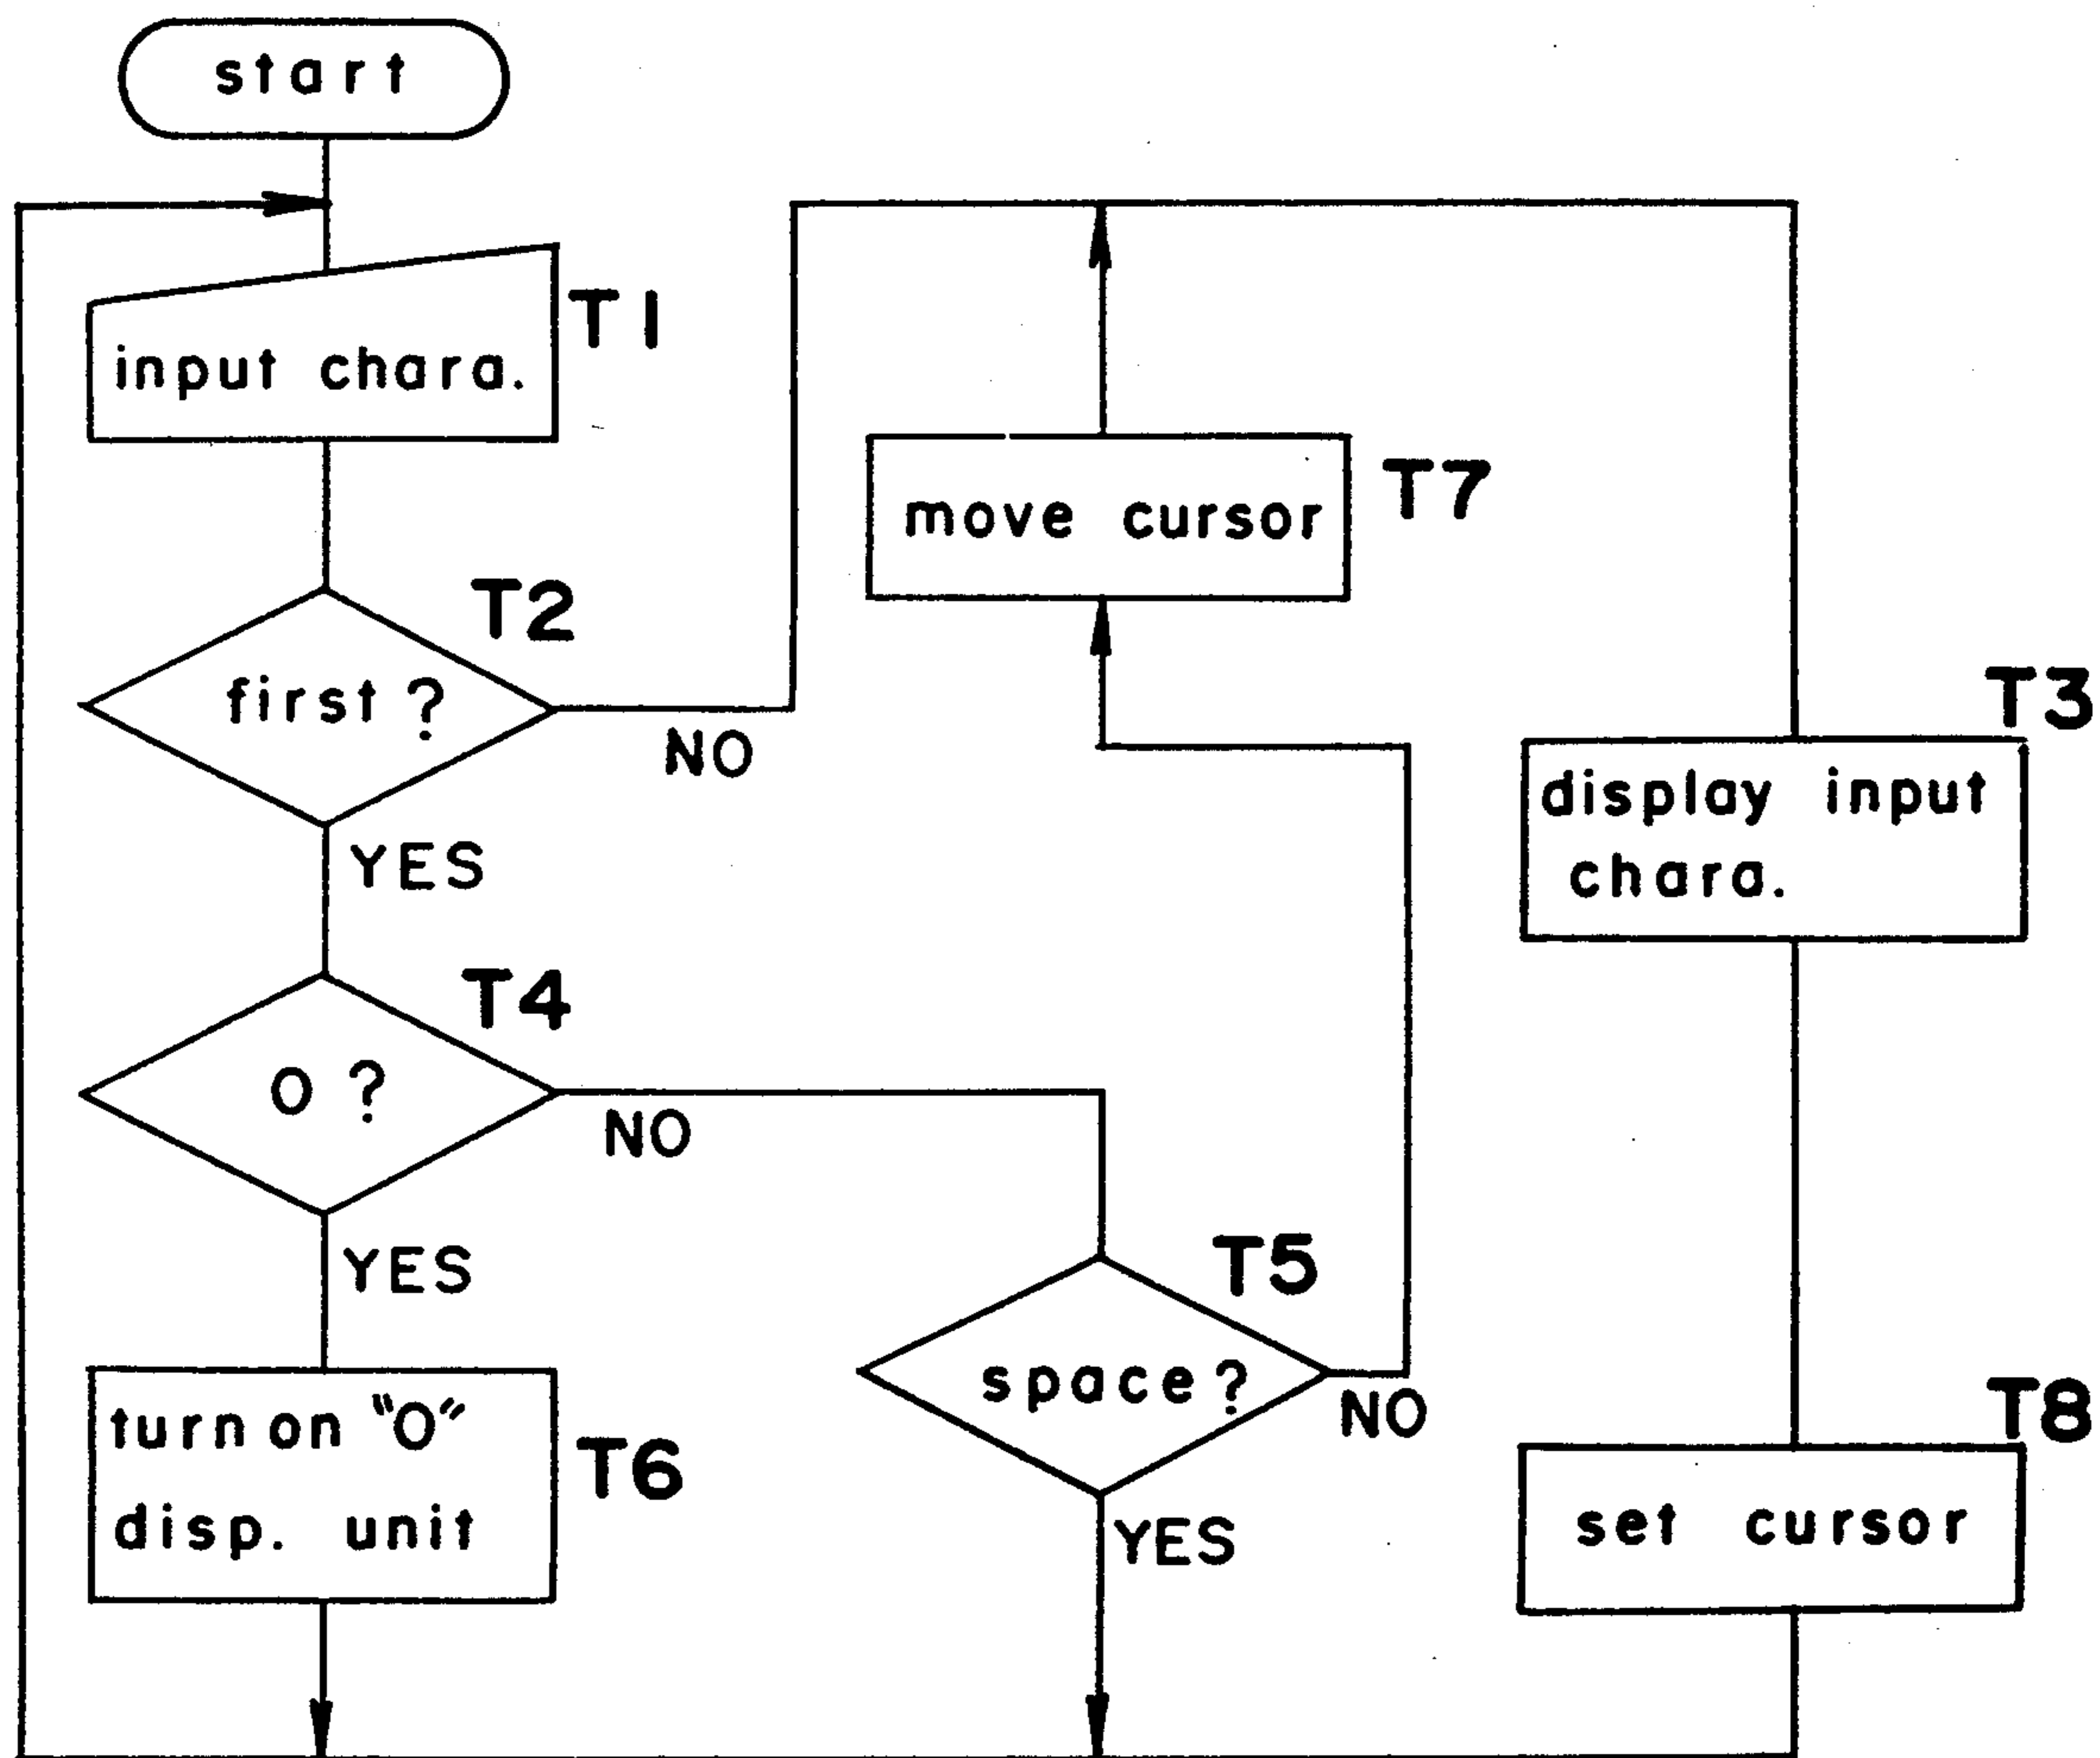 start
input chara.
T1
first ?
T2
NO
YES
O ?
T4
NO
YES
turn on "O"
disp. unit
T6
move cursor
T7
space ?
T5
NO
YES
display input
chara.
T3
set cursor
T8